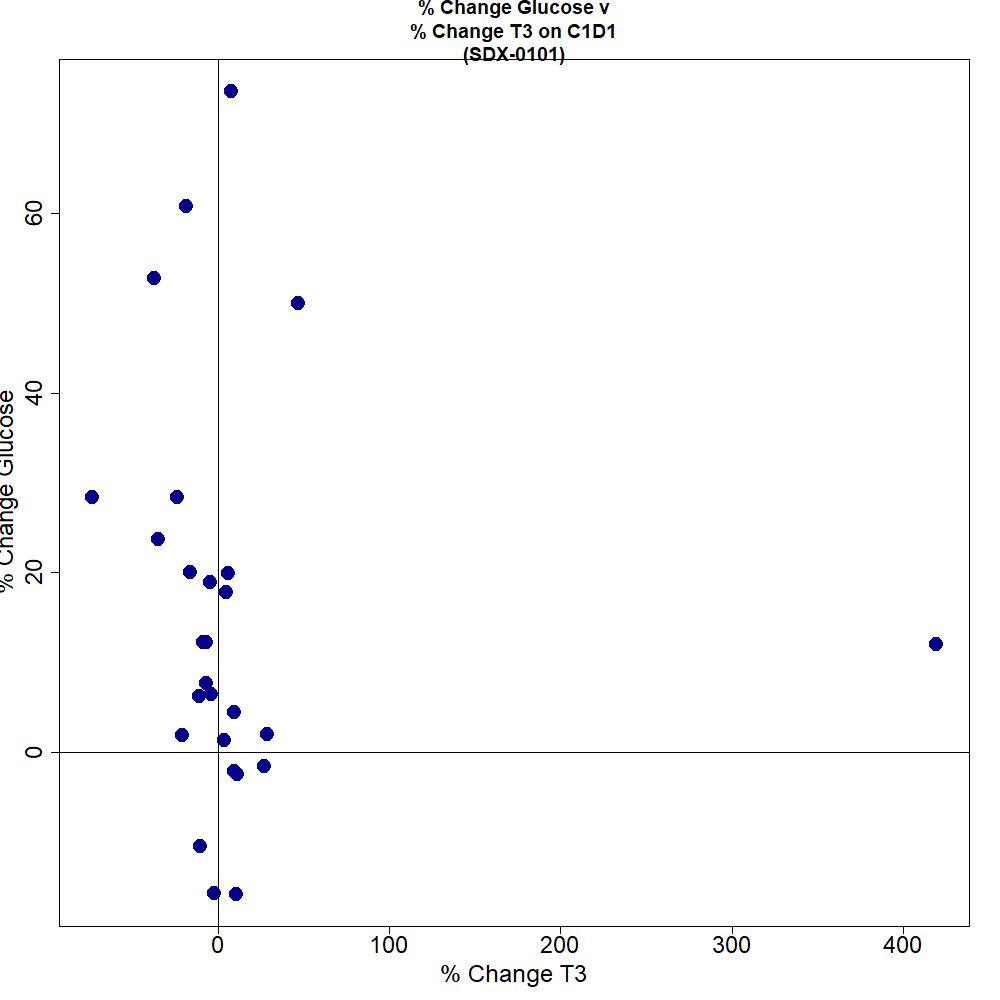 % Change Glucose v
% Change T3 on C1D1
(SDX-0101)
% Change Glucose
60
40
20
0
0 100 200 300 400
% Change T3